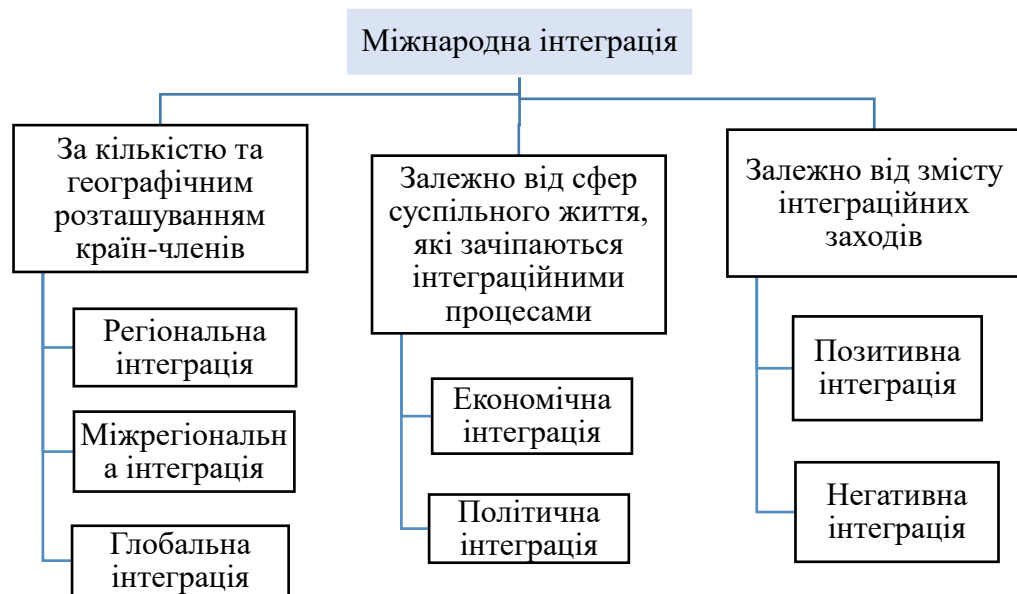 Міжнародна інтеграція
За кількістю та
географічним
розташуванням
країн-членів
Регіональна
інтеграція
Міжрегіональн
а інтеграція
Глобальна
інтеграція
Залежно від сфер
суспільного життя,
які зачіпаються
інтеграційними
процесами
Економічна
інтеграція
Політична
інтеграція
Залежно від змісту
інтеграційних
заходів
Позитивна
інтеграція
Негативна
інтеграція